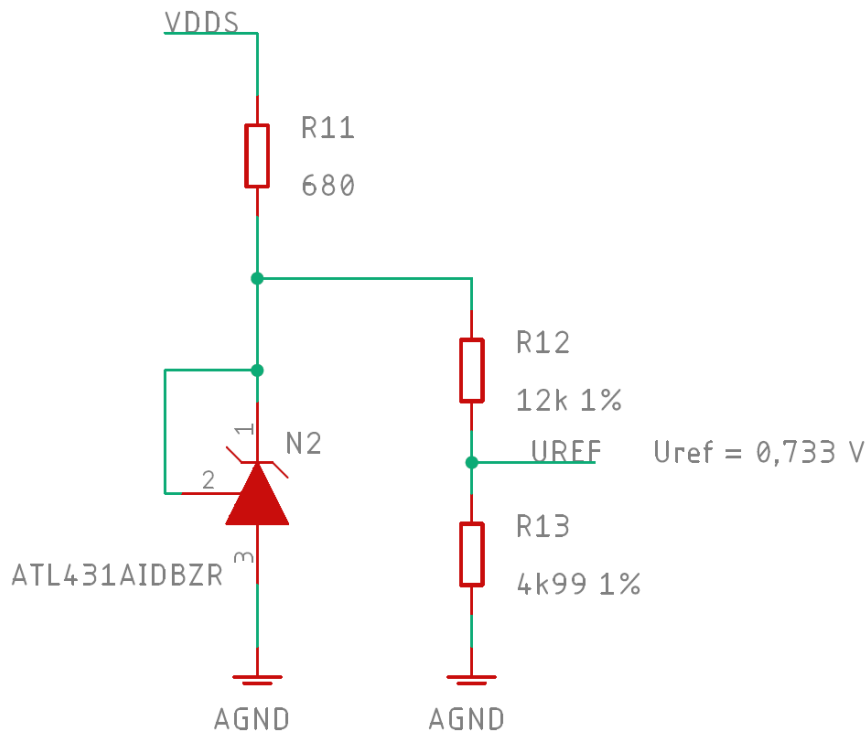 VDDS
R11
680
R12
12k 1%
1
N2
UREF Uref = 0,733 V
2
R13
3
ATL431AIDBZR
4k99 1%
AGND AGND